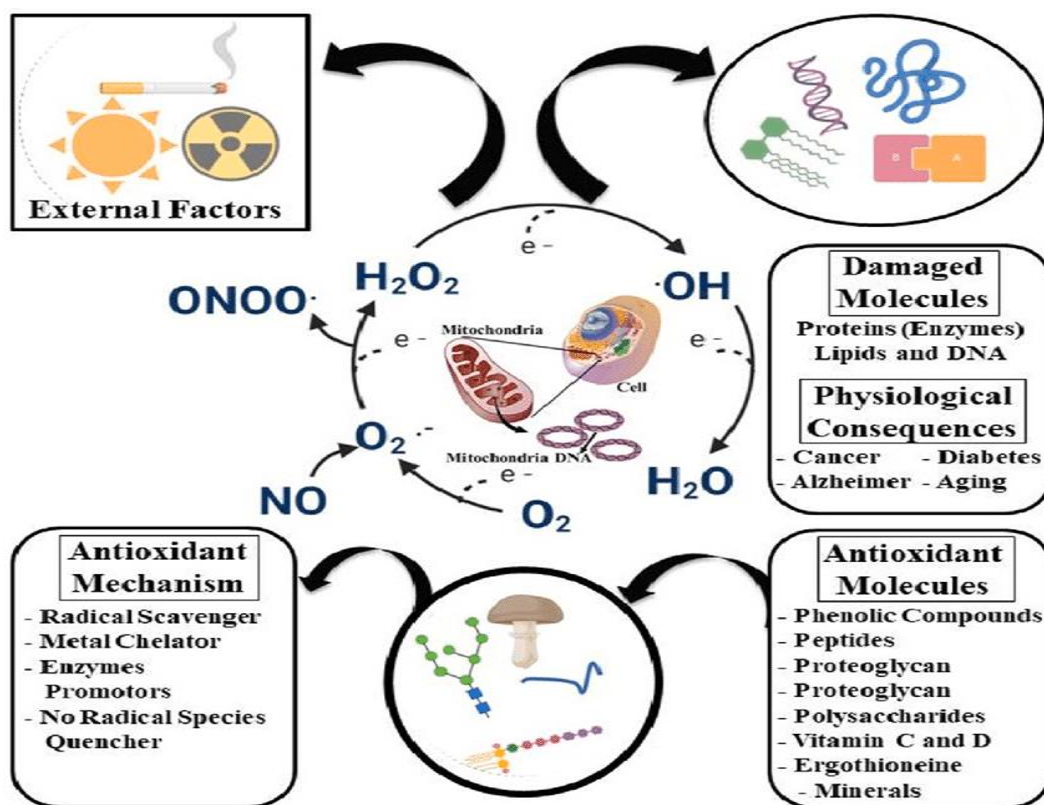 External Factors
B
A
e -
H₂O₂
·OH
ONOO·
e -
e -
Mitochondria
Cell
O₂ ·-
Mitochondria DNA
e -
NO
O₂
H₂O
Damaged
Molecules
Proteins (Enzymes)
Lipids and DNA
Physiological
Consequences
- Cancer - Diabetes
- Alzheimer - Aging
Antioxidant
Mechanism
- Radical Scavenger
- Metal Chelator
- Enzymes
Promotors
- No Radical Species
Quencher
Antioxidant
Molecules
- Phenolic Compounds
- Peptides
- Proteoglycan
- Proteoglycan
- Polysaccharides
- Vitamin C and D
- Ergothioneine
- Minerals